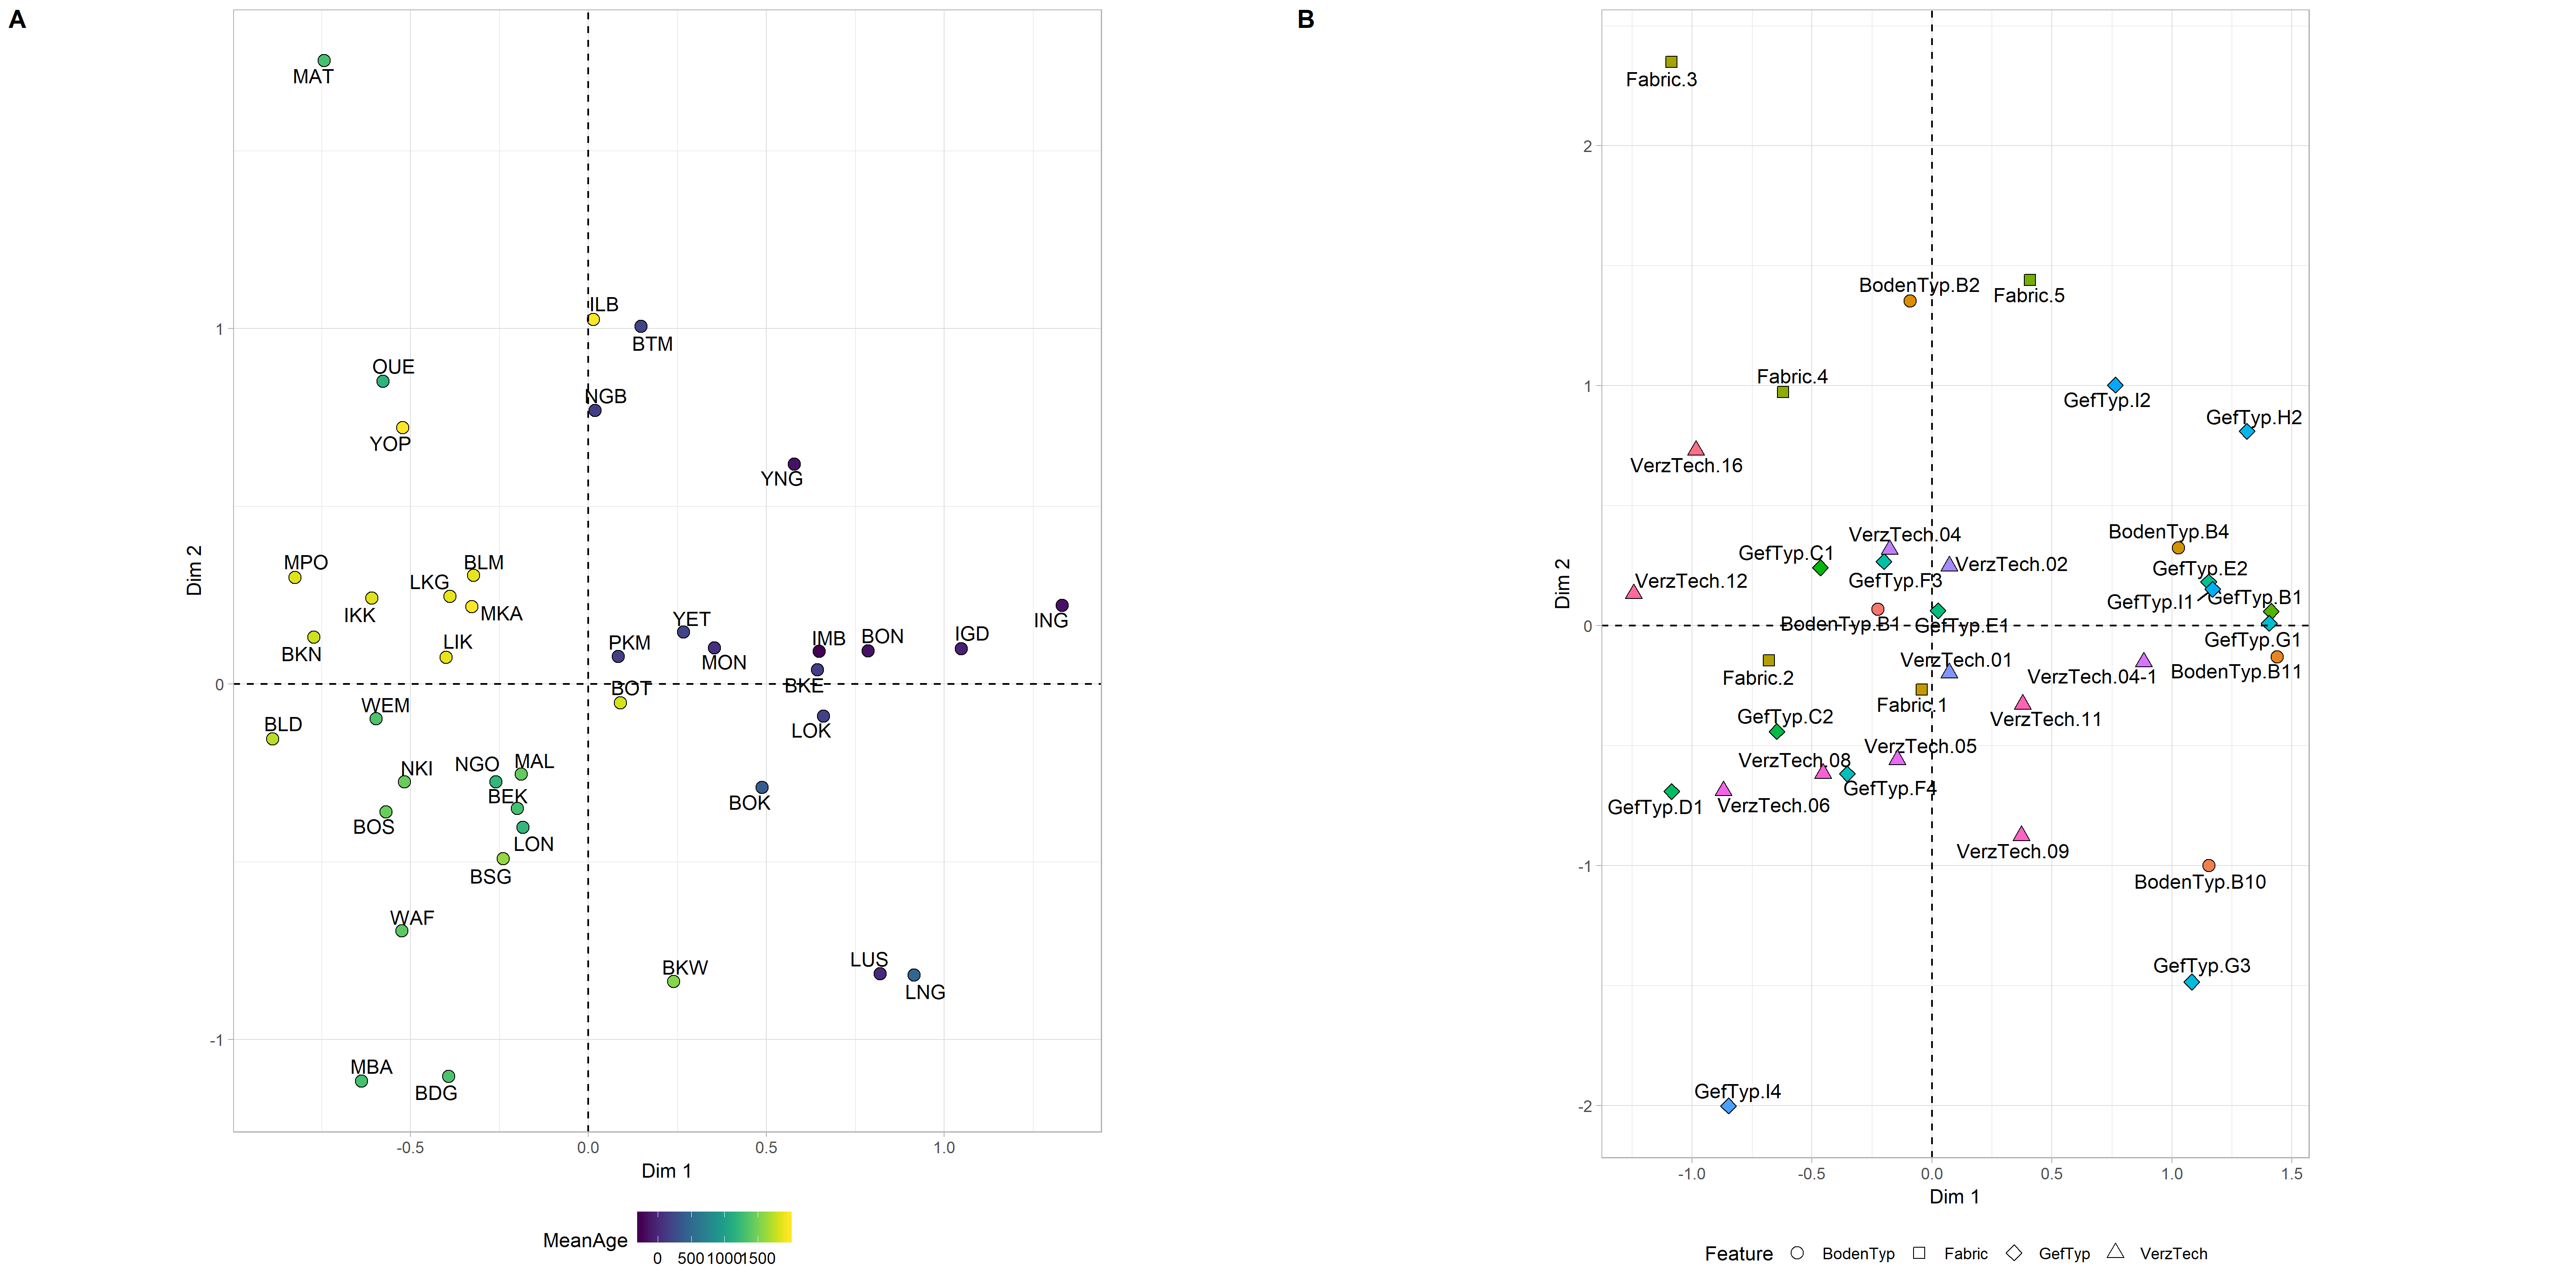 A
MAT
ILB
BTM
OUE
NGB
YOP
YNG
MPO
BLM
LKG
IKK
MKA
YET
ING
BKN
LIK
PKM
MON
IMB
BON
IGD
BKE
BOT
WEM
BLD
LOK
NKI
NGO
MAL
BEK
BOK
BOS
LON
BSG
WAF
BKW
LUS
LNG
MBA
BDG
1
0
-1
Dim 2
-0.5
0.0
0.5
1.0
Dim 1
MeanAge
0
500
1000
1500
B
Fabric.3
BodenTyp.B2
Fabric.5
Fabric.4
GefTyp.I2
GefTyp.H2
VerzTech.16
VerzTech.04
BodenTyp.B4
GefTyp.C1
VerzTech.02
GefTyp.E2
VerzTech.12
GefTyp.F3
GefTyp.I1
GefTyp.B1
BodenTyp.B1
GefTyp.E1
GefTyp.G1
VerzTech.01
Fabric.2
VerzTech.04-1
BodenTyp.B11
Fabric.1
GefTyp.C2
VerzTech.11
VerzTech.05
VerzTech.08
GefTyp.F4
GefTyp.D1
VerzTech.06
VerzTech.09
BodenTyp.B10
GefTyp.G3
GefTyp.I4
2
1
0
-1
-2
Dim 2
-1.0
-0.5
0.0
0.5
1.0
1.5
Dim 1
Feature
BodenTyp
Fabric
GefTyp
VerzTech